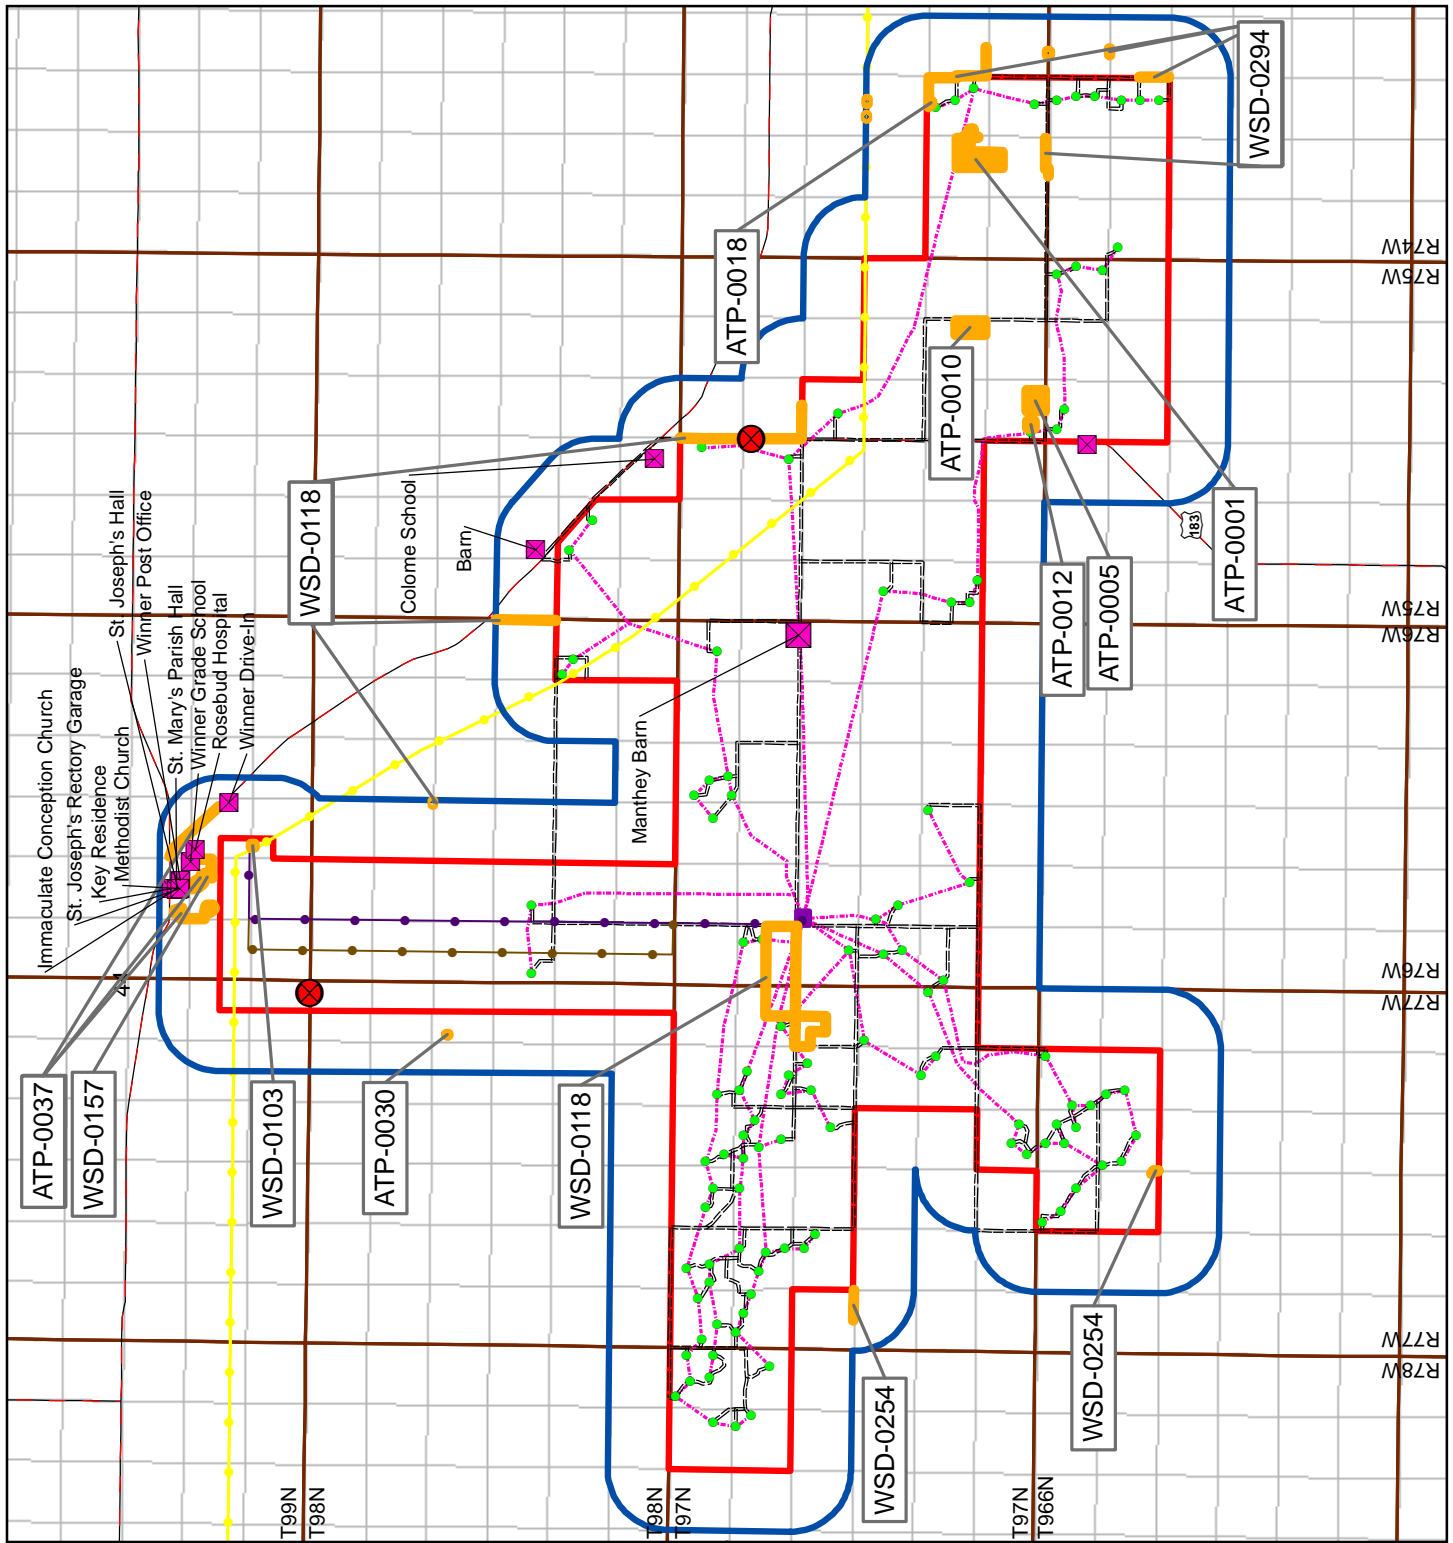 Immaculate Conception Church
St. Joseph's Rectory Garage
Key Residence
Methodist Church
St. Joseph's Hall
Winner Post Office
St. Mary's Parish Hall
Winner Grade School
Rosebud Hospital
Winner Drive-In
4
ATP-0037
WSD-0157
WSD-0103
ATP-0030
WSD-0118
WSD-0118
Colome School
Barn
Manthey Barn
ATP-0018
WSD-0294
ATP-0010
ATP-0012
ATP-0005
ATP-0001
183
WSD-0254
WSD-0254
T99N
T98N
T98N
T97N
T97N
T966N
R74W
R75W
R75W
R76W
R76W
R77W
R77W
R78W